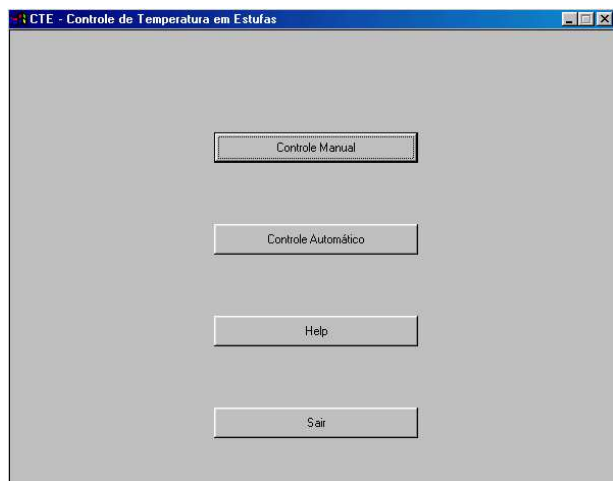 CTE - Controle de Temperatura em Estufas
Controle Manual
Controle Automático
Help
Sair